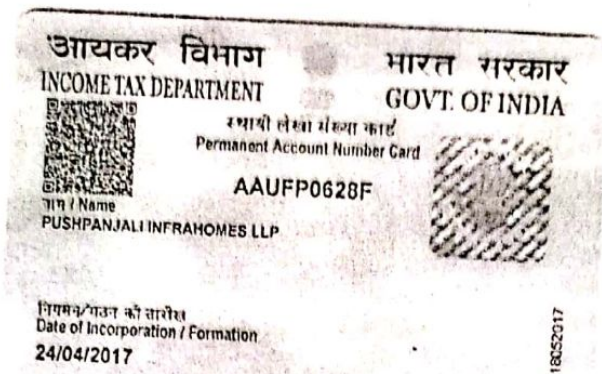 आयकर विभाग
INCOME TAX DEPARTMENT
भारत सरकार
GOVT. OF INDIA
स्थायी लेखा संख्या कार्ड
Permanent Account Number Card
AAUFP0628F
नाम / Name
PUSHPANJALI INFRAHOMES LLP
निगमन/गठन की तारीख
Date of Incorporation / Formation
24/04/2017
18052017